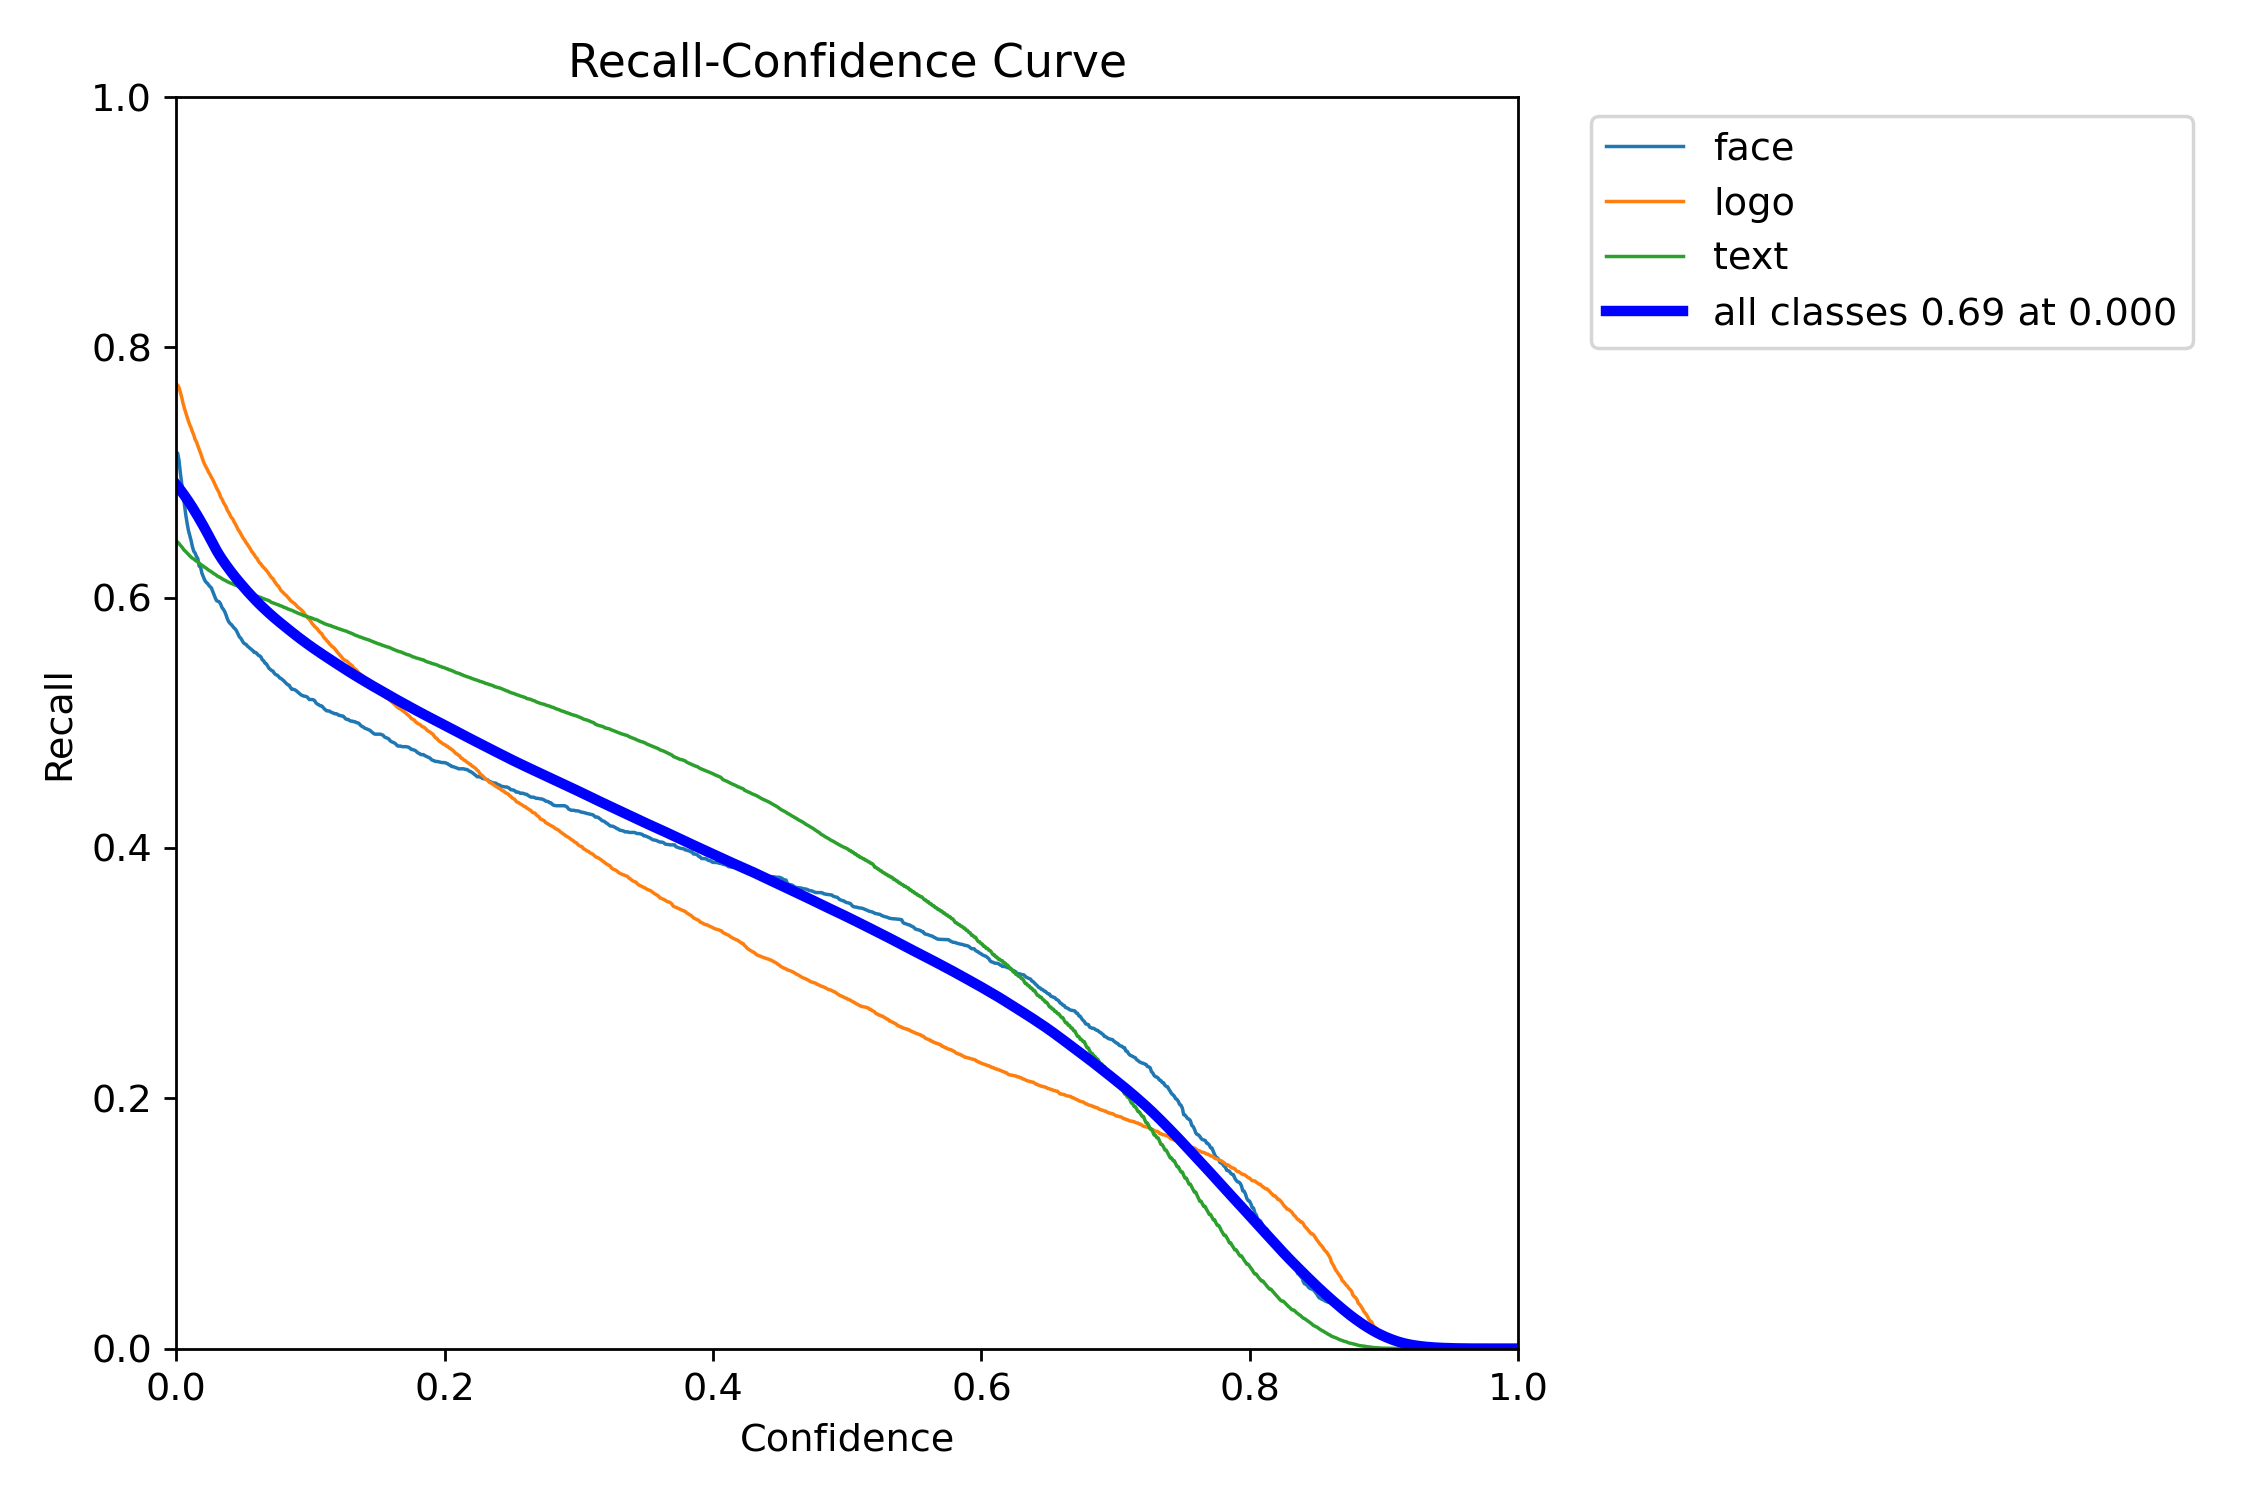 Recall-Confidence Curve
1.0
0.8
0.6
0.4
0.2
0.0
Recall
0.0 0.2 0.4 0.6 0.8 1.0
Confidence
face
logo
text
all classes 0.69 at 0.000